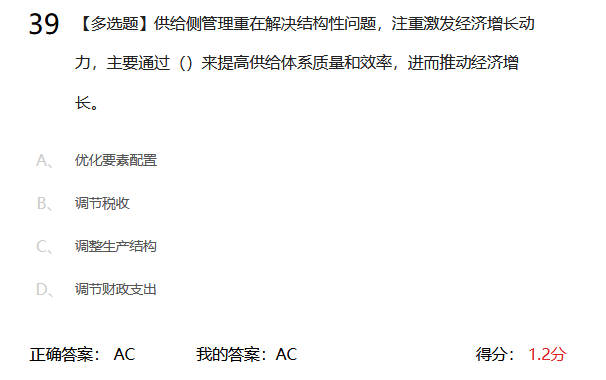 39 【多选题】供给侧管理重在解决结构性问题，注重激发经济增长动
力，主要通过（）来提高供给体系质量和效率，进而推动经济增
长。
A、 优化要素配置
B、 调节税收
C、 调整生产结构
D、 调节财政支出
正确答案： AC 我的答案：AC 得分： 1.2分